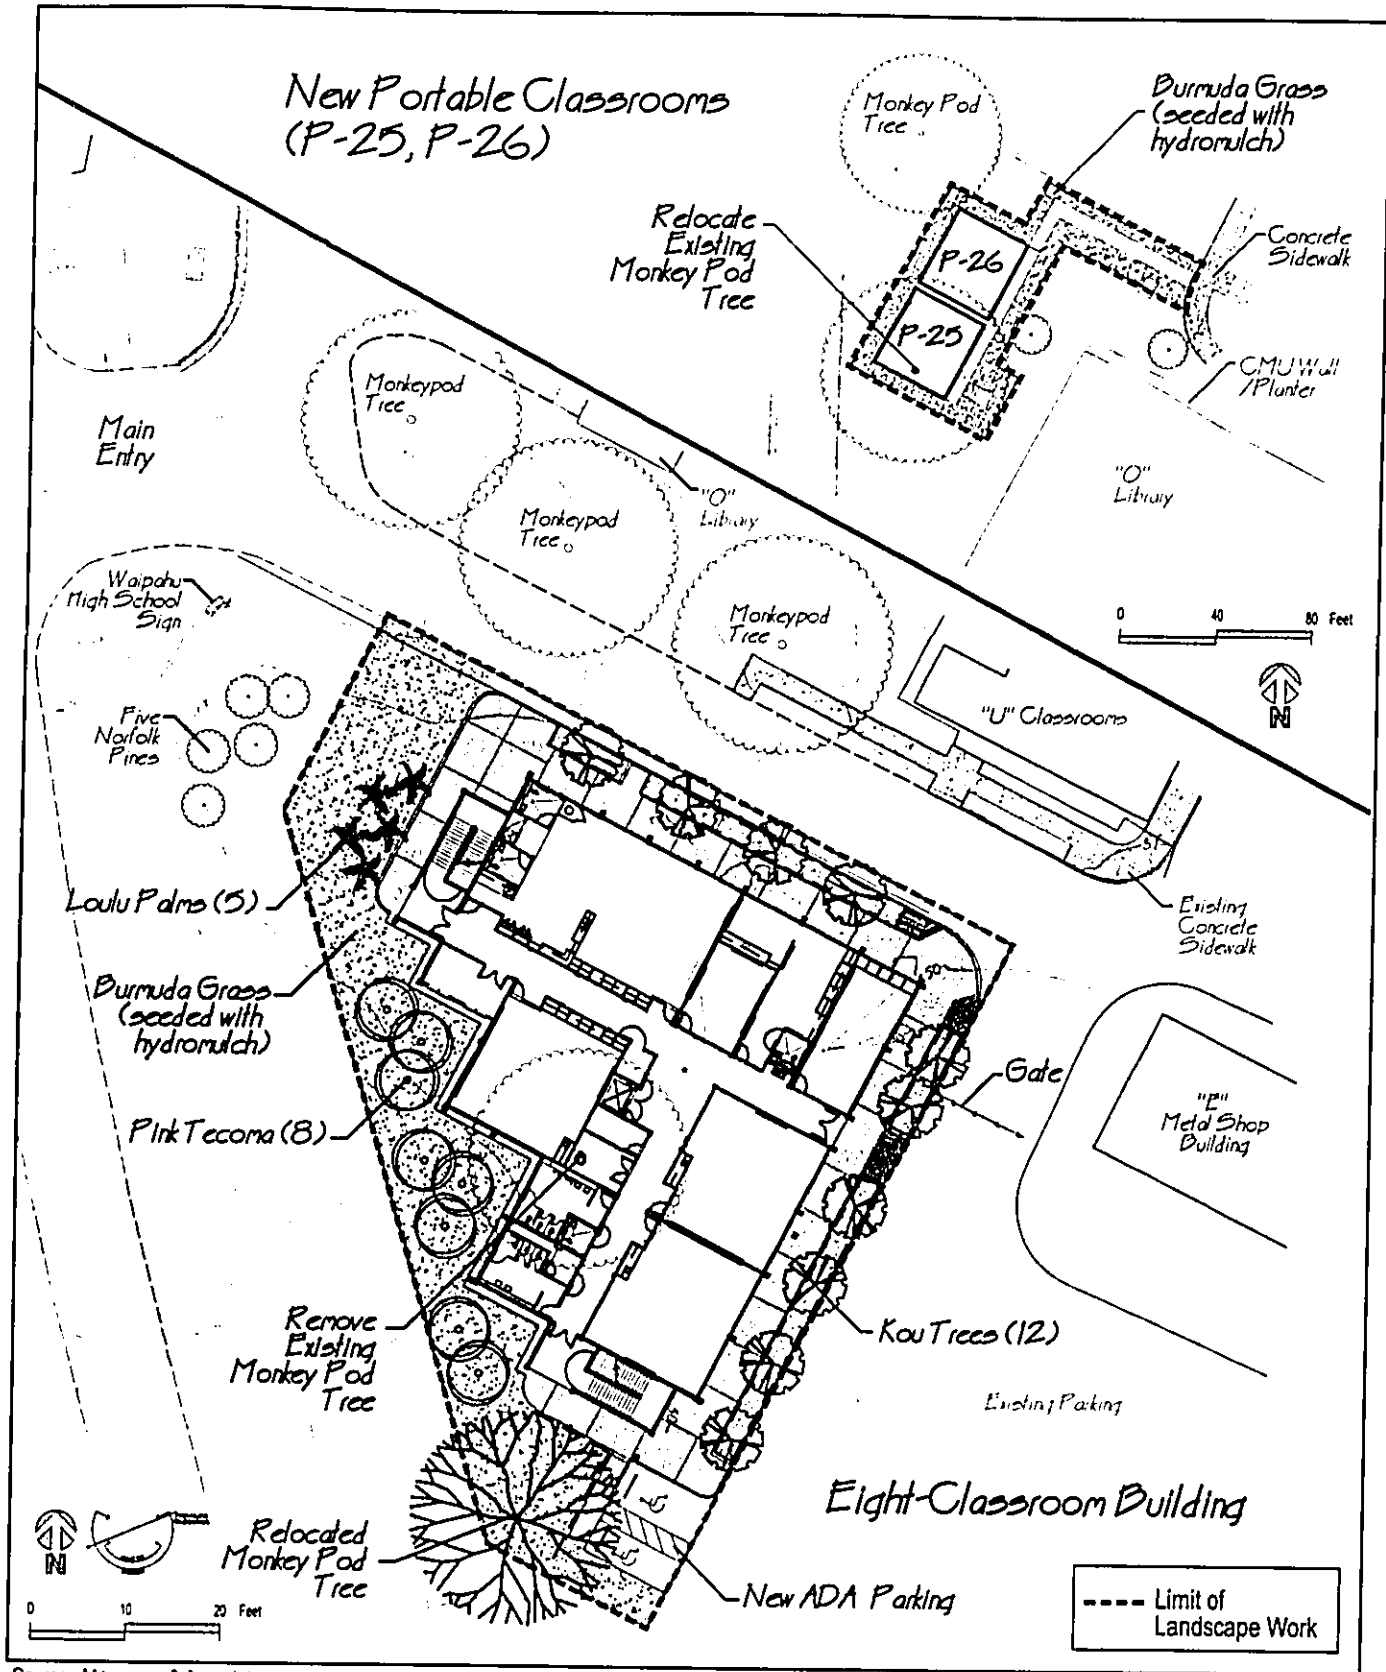 New Portable Classrooms
(P-25, P-26)
Monkey Pod
Tree
Burmuda Grass
(seeded with
hydromulch)
Relocate
Existing
Monkey Pod
Tree
P-26
P-25
Concrete
Sidewalk
CMU Wall
/Planter
"O"
Library
0 40 80 Feet
N
Main
Entry
Monkeypod
Tree
Monkeypod
Tree
Monkeypod
Tree
"O"
Library
"U" Classrooms
Waipahu
High School
Sign
Five
Norfolk
Pines
Existing
Concrete
Sidewalk
51
50
Loulu Palms (5)
Burmuda Grass
(seeded with
hydromulch)
Pink Tecoma (8)
Gate
"E"
Metal Shop
Building
Remove
Existing
Monkey Pod
Tree
Kou Trees (12)
Existing Parking
Eight-Classroom Building
Relocated
Monkey Pod
Tree
New ADA Parking
N
0 10 20 Feet
Limit of
Landscape Work